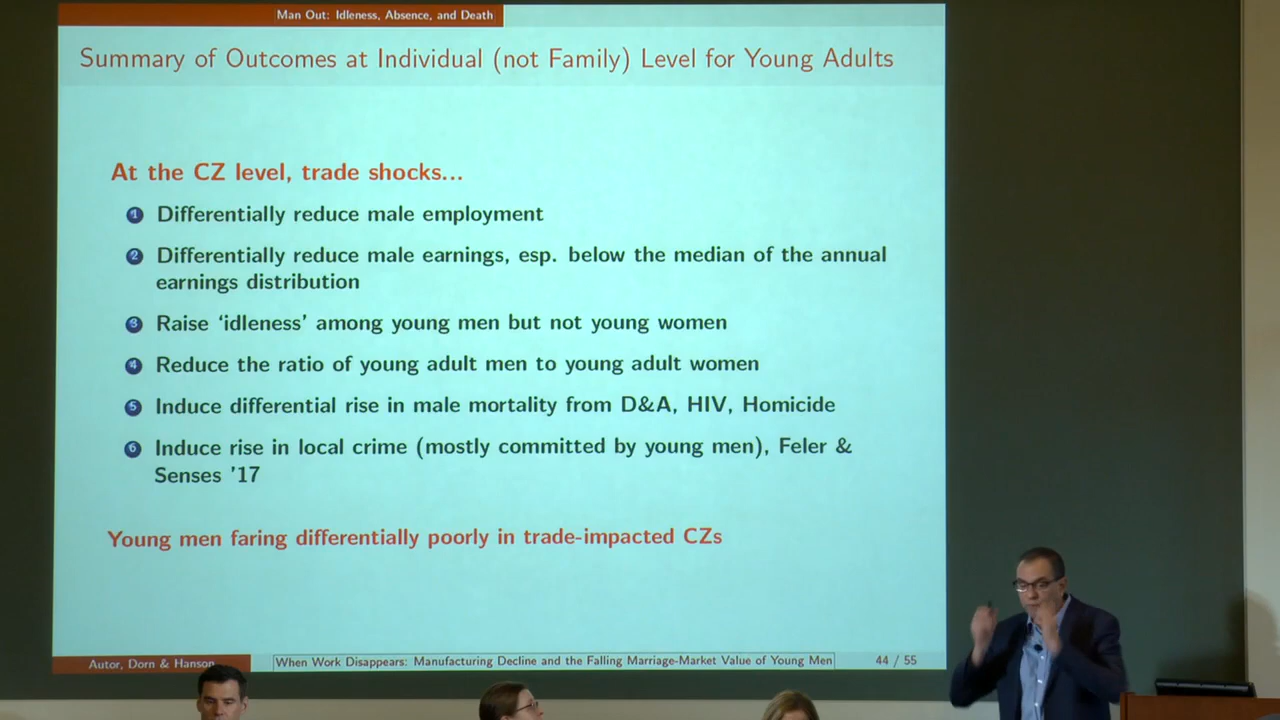 Man Out: Idleness, Absence, and Death
Summary of Outcomes at Individual (not Family) Level for Young Adults
At the CZ level, trade shocks...
1 Differentially reduce male employment
2 Differentially reduce male earnings, esp. below the median of the annual
earnings distribution
3 Raise ‘idleness’ among young men but not young women
4 Reduce the ratio of young adult men to young adult women
5 Induce differential rise in male mortality from D&A, HIV, Homicide
6 Induce rise in local crime (mostly committed by young men), Feler &
Senses ’17
Young men faring differentially poorly in trade-impacted CZs
Autor, Dorn & Hanson
When Work Disappears: Manufacturing Decline and the Falling Marriage-Market Value of Young Men
44 / 55